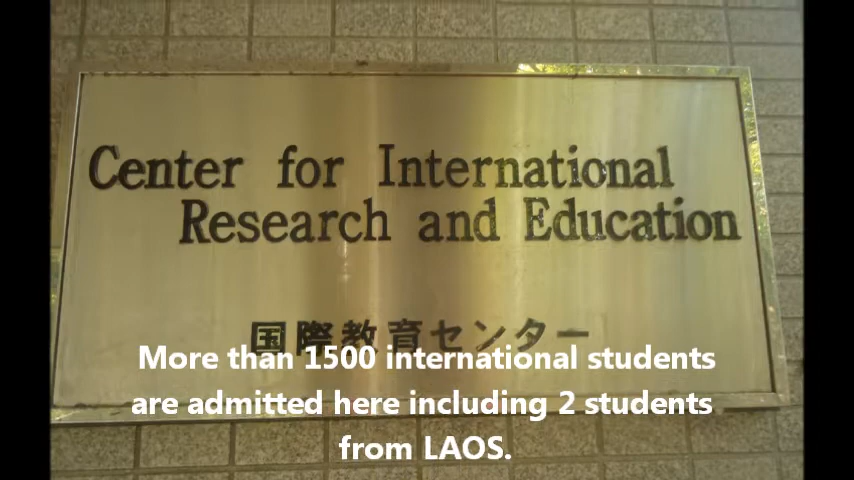 Center for International
Research and Education
国際教育センター
More than 1500 international students
are admitted here including 2 students
from LAOS.